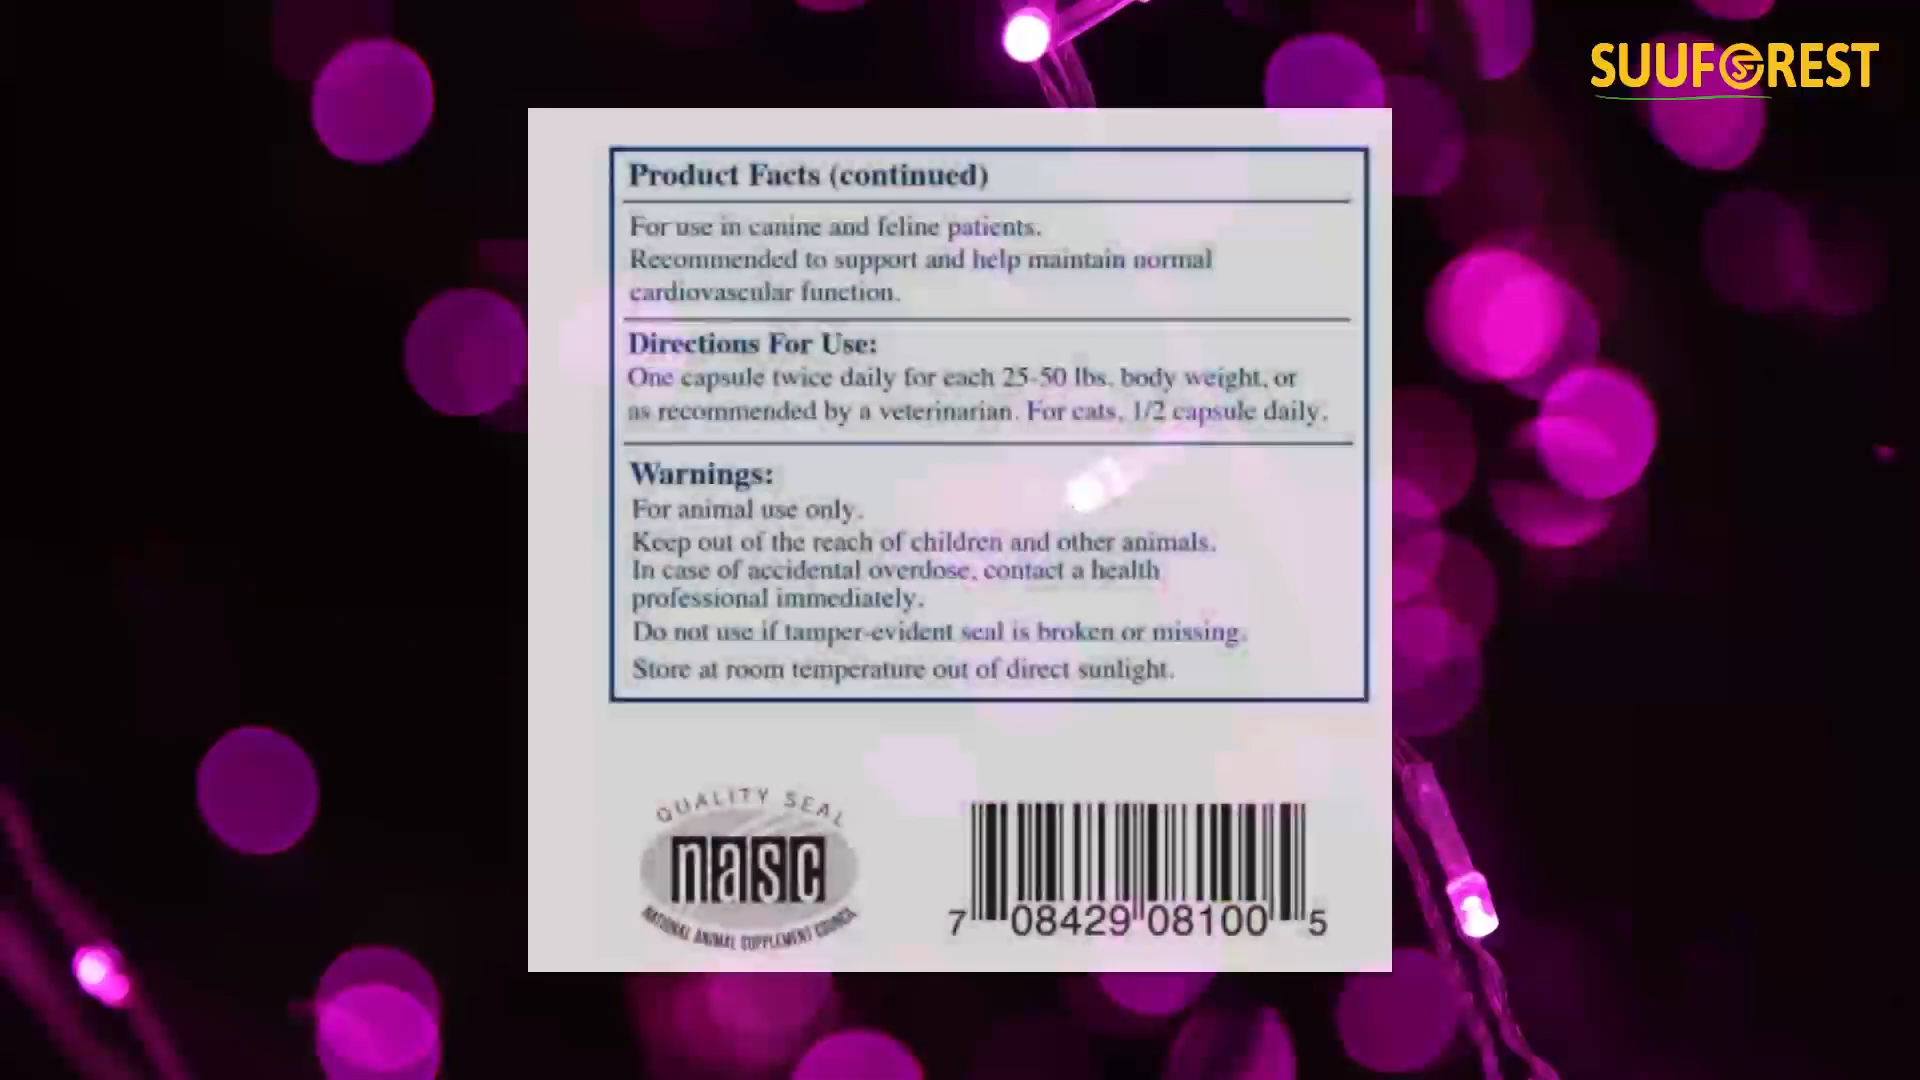 SUUFOREST
Product Facts (continued)
For use in canine and feline patients.
Recommended to support and help maintain normal
cardiovascular function.
Directions For Use:
One capsule twice daily for each 25-50 lbs. body weight, or
as recommended by a veterinarian. For cats, 1/2 capsule daily.
Warnings:
For animal use only.
Keep out of the reach of children and other animals.
In case of accidental overdose, contact a health
professional immediately.
Do not use if tamper-evident seal is broken or missing.
Store at room temperature out of direct sunlight.
QUALITY SEAL
nasc
NATIONAL ANIMAL SUPPLEMENT COUNCIL
7 08429 08100 5